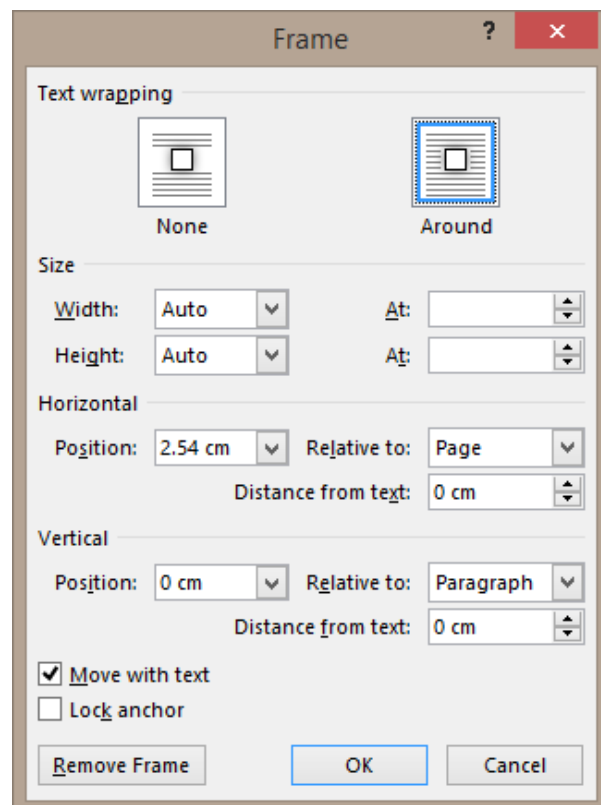 Frame ? ×
Text wrapping
None Around
Size
Width: Auto At:
Height: Auto At:
Horizontal
Position: 2.54 cm Relative to: Page
Distance from text: 0 cm
Vertical
Position: 0 cm Relative to: Paragraph
Distance from text: 0 cm
Move with text
Lock anchor
Remove Frame OK Cancel